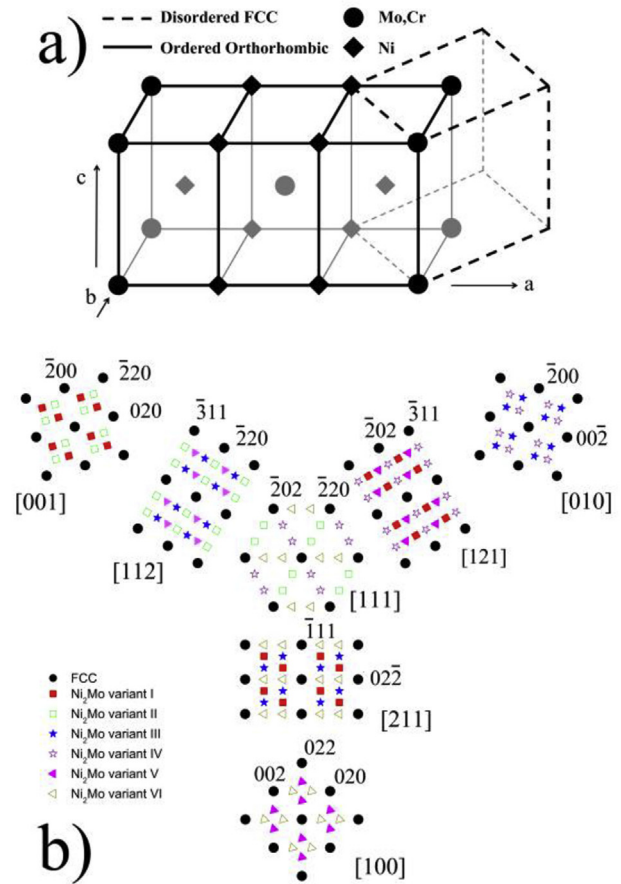 a)
Disordered FCC
Mo,Cr
Ordered Orthorhombic
Ni
c
b
a
2̅00
2̅20
020
[001]
3̅11
2̅20
[112]
2̅02
2̅20
[111]
2̅02
3̅11
[121]
2̅00
002̅
[010]
1̅11
022̅
[211]
FCC
Ni₂Mo variant I
Ni₂Mo variant II
Ni₂Mo variant III
Ni₂Mo variant IV
Ni₂Mo variant V
Ni₂Mo variant VI
022
002
020
[100]
b)